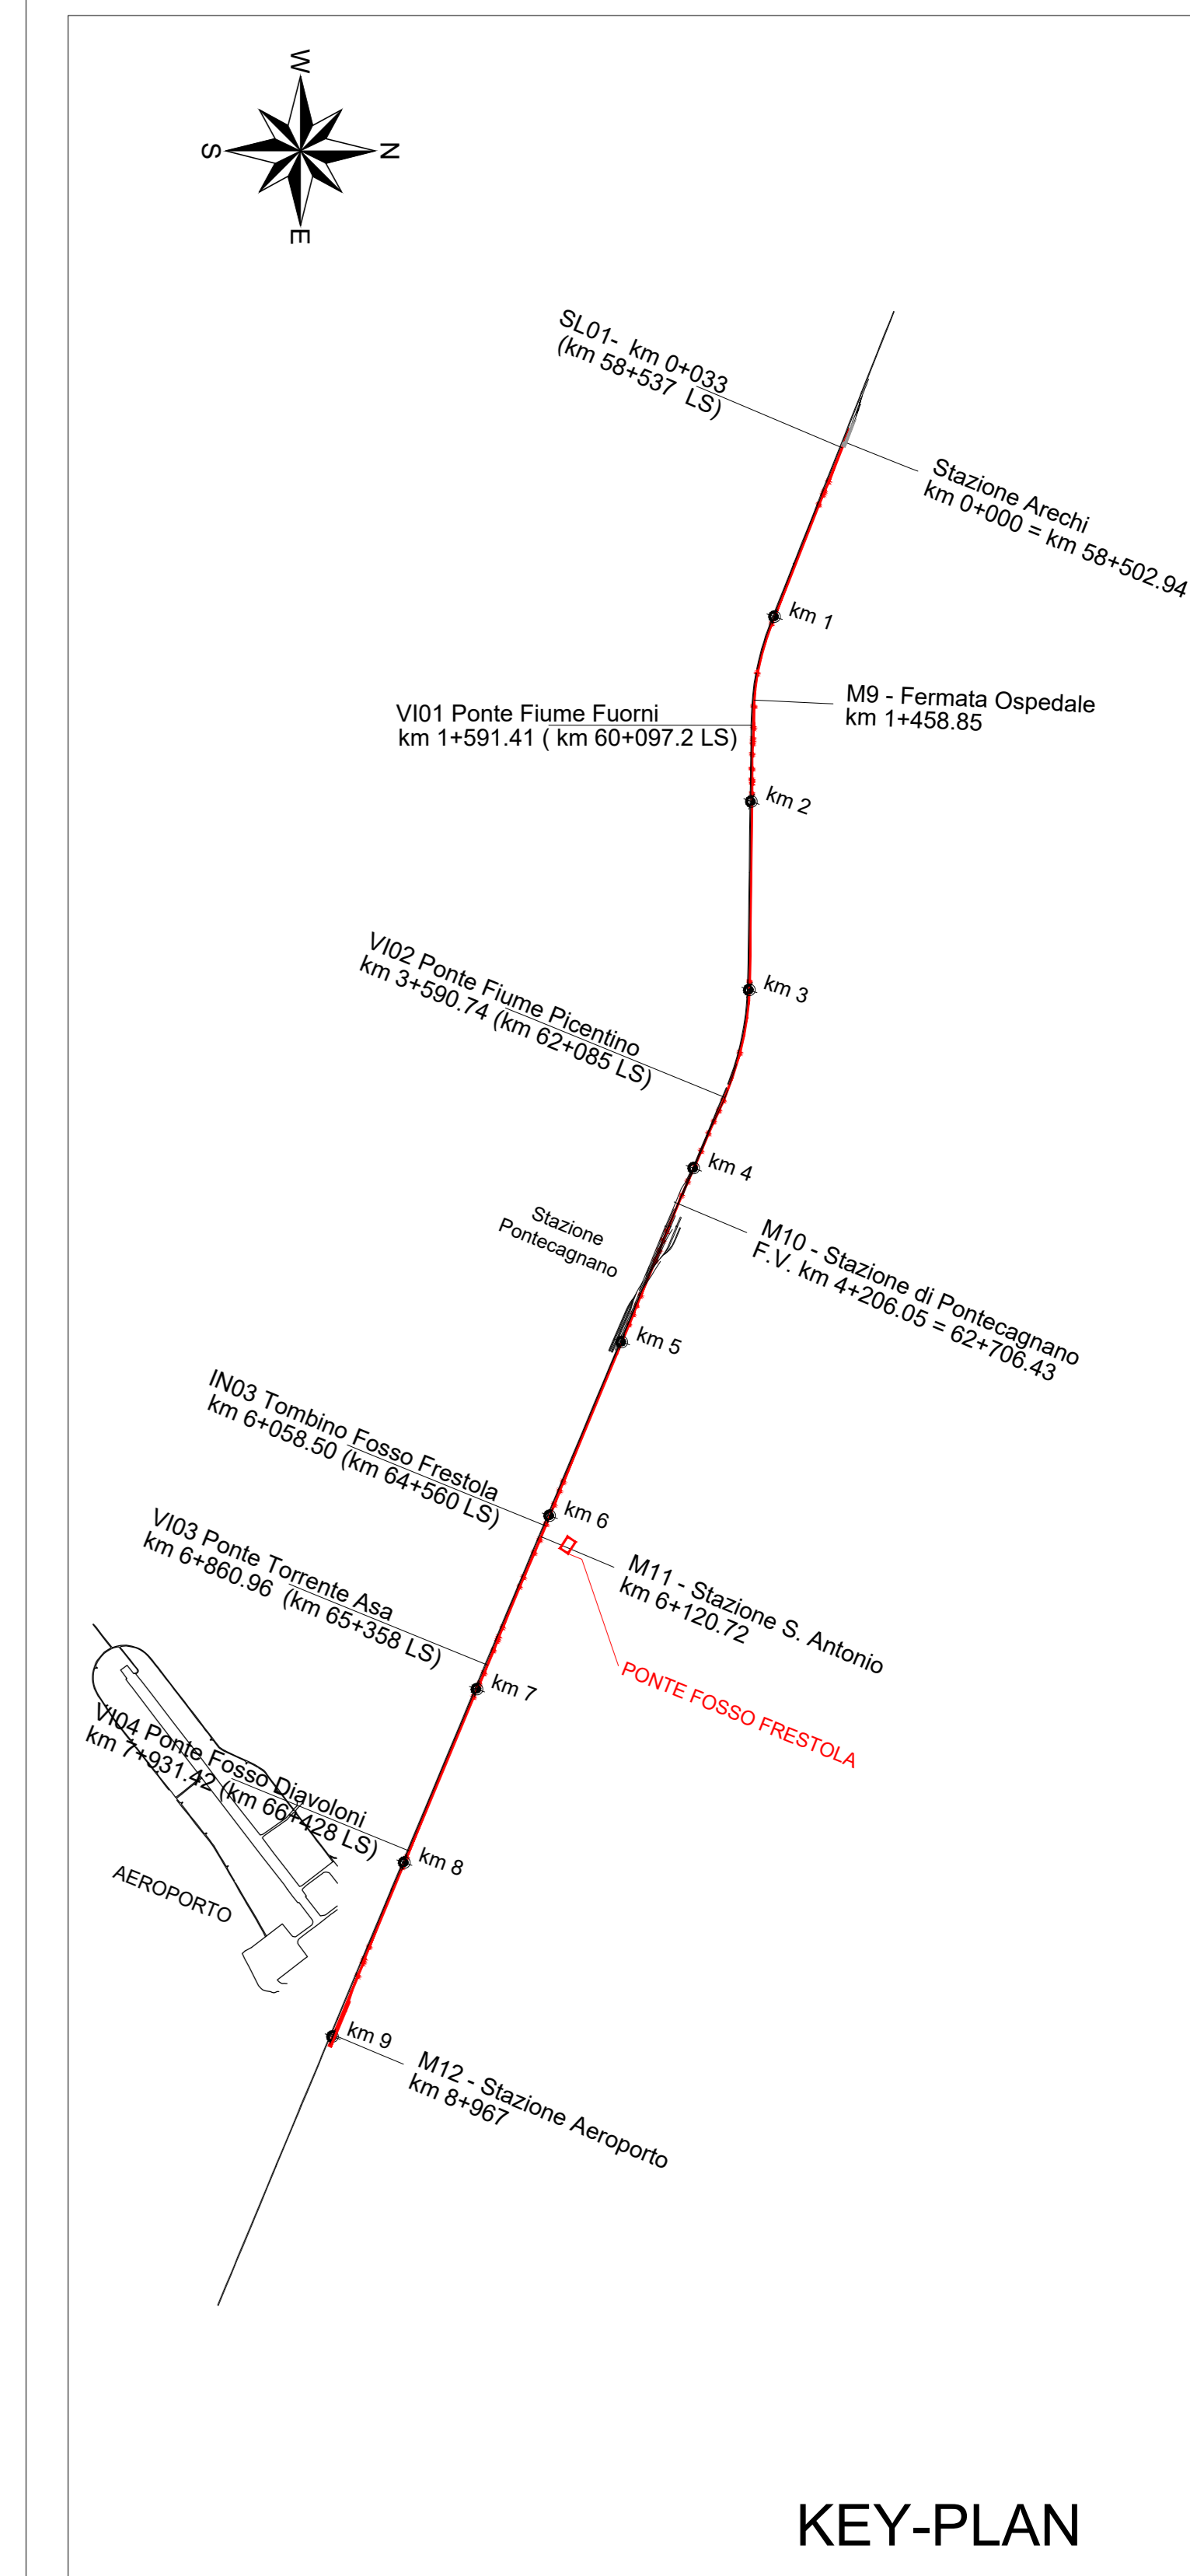 W
S
N
E
SL01- km 0+033
(km 58+537 LS)
Stazione Arechi
km 0+000 = km 58+502.94
km 1
M9 - Fermata Ospedale
km 1+458.85
VI01 Ponte Fiume Fuorni
km 1+591.41 ( km 60+097.2 LS)
km 2
VI02 Ponte Fiume Picentino
km 3+590.74 (km 62+085 LS)
km 3
km 4
Stazione
Pontecagnano
M10 - Stazione di Pontecagnano
F.V. km 4+206.05 = 62+706.43
km 5
IN03 Tombino Fosso Frestola
km 6+058.50 (km 64+560 LS)
km 6
M11 - Stazione S. Antonio
km 6+120.72
VI03 Ponte Torrente Asa
km 6+860.96 (km 65+358 LS)
PONTE FOSSO FRESTOLA
km 7
VI04 Ponte Fosso Diavoloni
km 7+931.42 (km 66+428 LS)
km 8
AEROPORTO
km 9
M12 - Stazione Aeroporto
km 8+967
KEY-PLAN